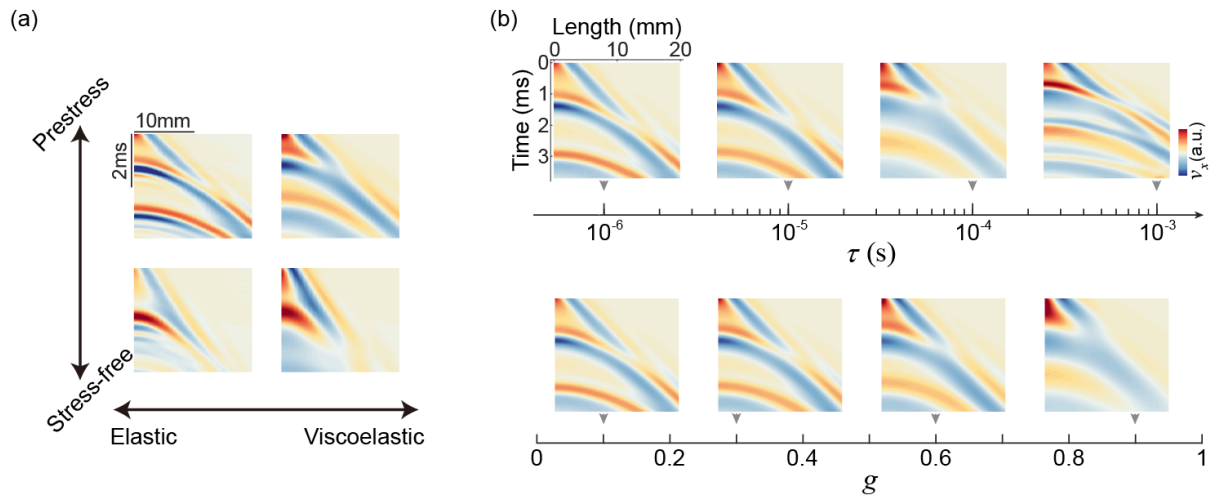 (a)
Prestress
10mm
2ms
Stress-free
Elastic
Viscoelastic
(b)
Length (mm)
0 10 20
Time (ms)
0
1
2
3
v_x (a.u.)
10^-6 10^-5 10^-4 10^-3
τ (s)
0 0.2 0.4 0.6 0.8 1
g